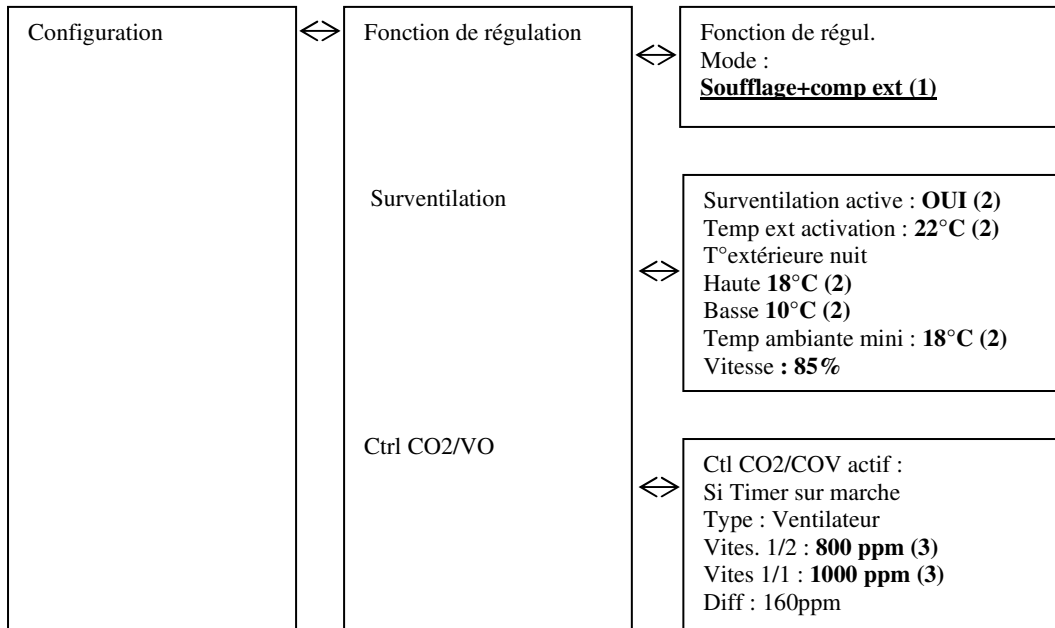 Configuration
Fonction de régulation
Fonction de régul.
Mode :
Soufflage+comp ext (1)
Surventilation
Surventilation active : OUI (2)
Temp ext activation : 22°C (2)
T°extérieure nuit
Haute 18°C (2)
Basse 10°C (2)
Temp ambiante mini : 18°C (2)
Vitesse : 85%
Ctrl CO2/VO
Ctl CO2/COV actif :
Si Timer sur marche
Type : Ventilateur
Vites. 1/2 : 800 ppm (3)
Vites 1/1 : 1000 ppm (3)
Diff : 160ppm